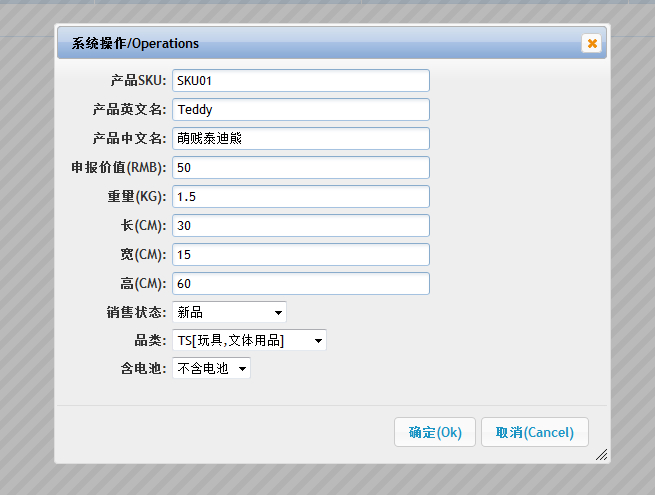 系统操作/Operations
产品SKU: SKU01
产品英文名: Teddy
产品中文名: 萌贱泰迪熊
申报价值(RMB): 50
重量(KG): 1.5
长(CM): 30
宽(CM): 15
高(CM): 60
销售状态: 新品
品类: TS[玩具,文体用品]
含电池: 不含电池
确定(Ok) 取消(Cancel)